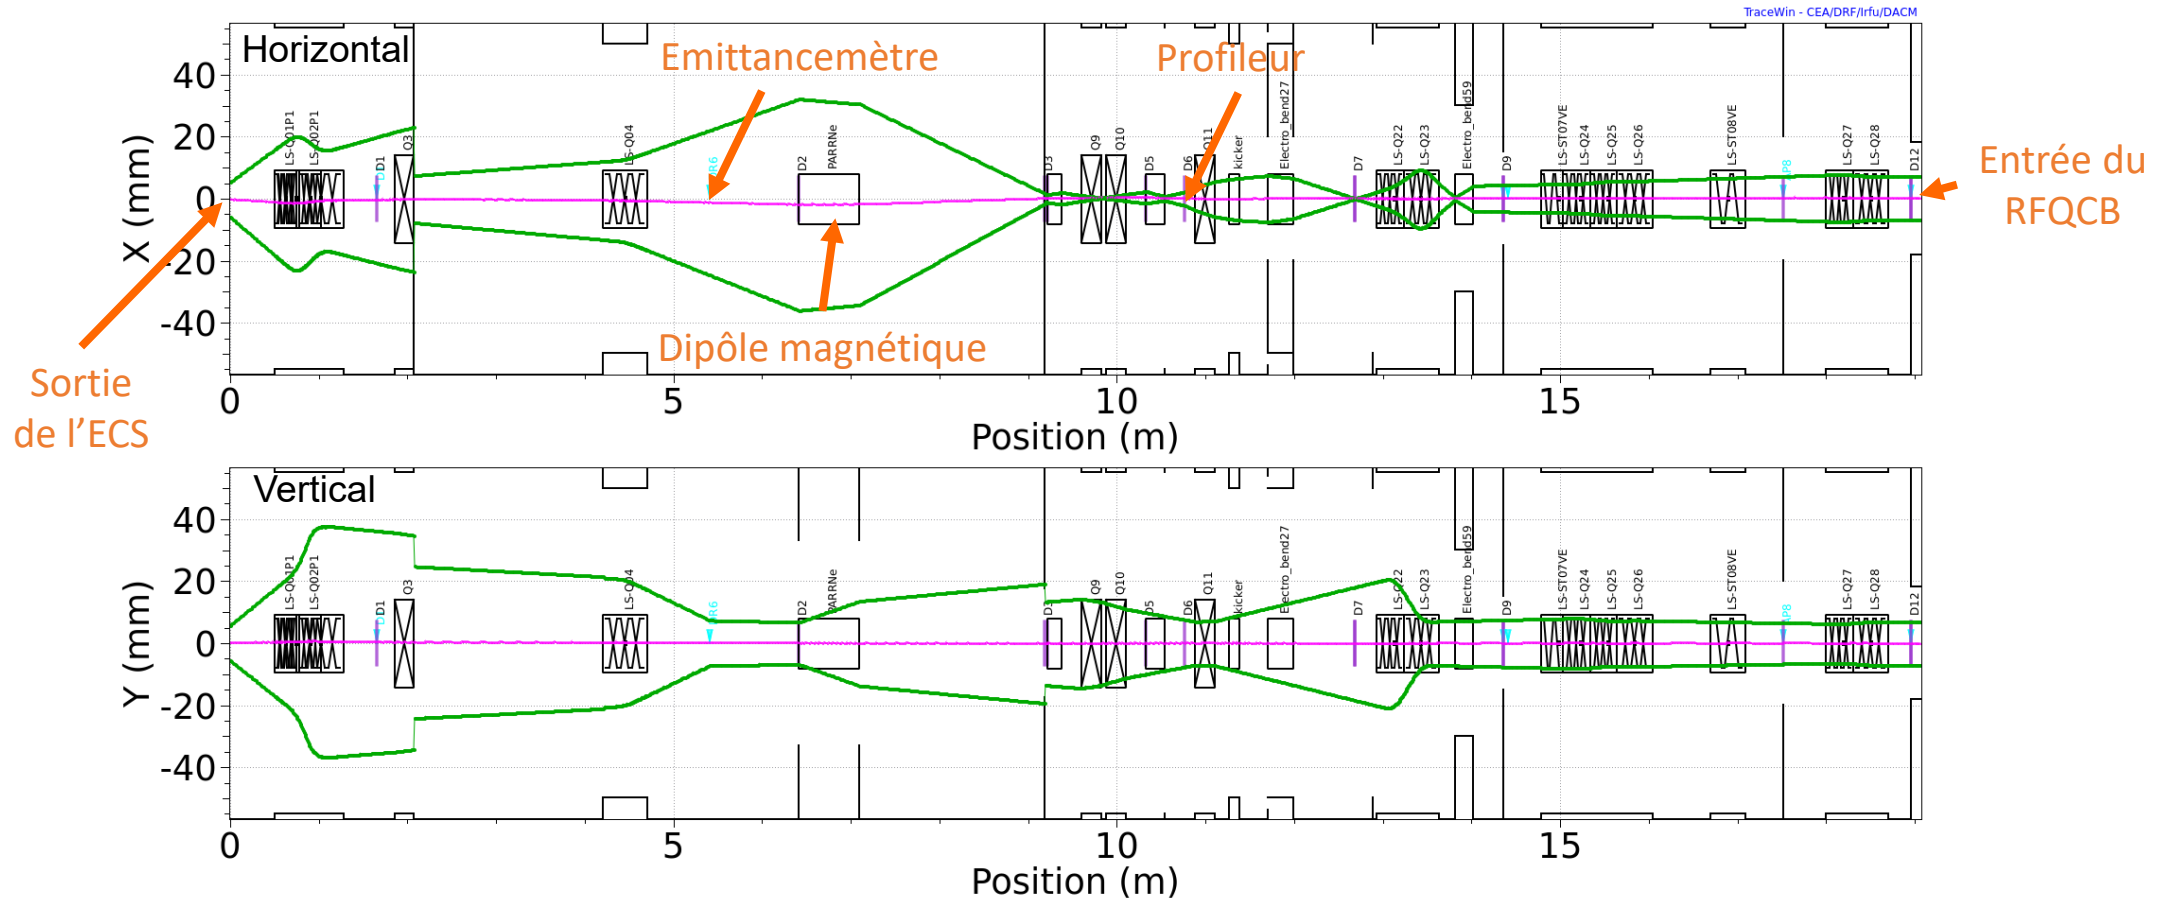 TraceWin - CEA/DRF/Irfu/DACM
Horizontal
Emittancemètre
Profileur
Entrée du
RFQCB
Dipôle magnétique
Sortie
de l'ECS
X (mm)
40
20
0
-20
-40
LS-Q01P1
LS-Q02P1
D1
Q3
LS-Q04
D2
PARRNe
D3
Q9
Q10
D5
D6
Q11
kicker
Electro_bend27
D7
LS-Q22
LS-Q23
Electro_bend59
D9
LS-ST07VE
LS-Q24
LS-Q25
LS-Q26
LS-ST08VE
LS-Q27
LS-Q28
D12
0
5
10
15
Position (m)
Vertical
Y (mm)
40
20
0
-20
-40
LS-Q01P1
LS-Q02P1
D1
Q3
LS-Q04
D2
PARRNe
Q9
Q10
D5
D6
Q11
kicker
Electro_bend27
D7
LS-Q22
LS-Q23
Electro_bend59
D9
LS-ST07VE
LS-Q24
LS-Q25
LS-Q26
LS-ST08VE
LS-Q27
LS-Q28
D12
0
5
10
15
Position (m)